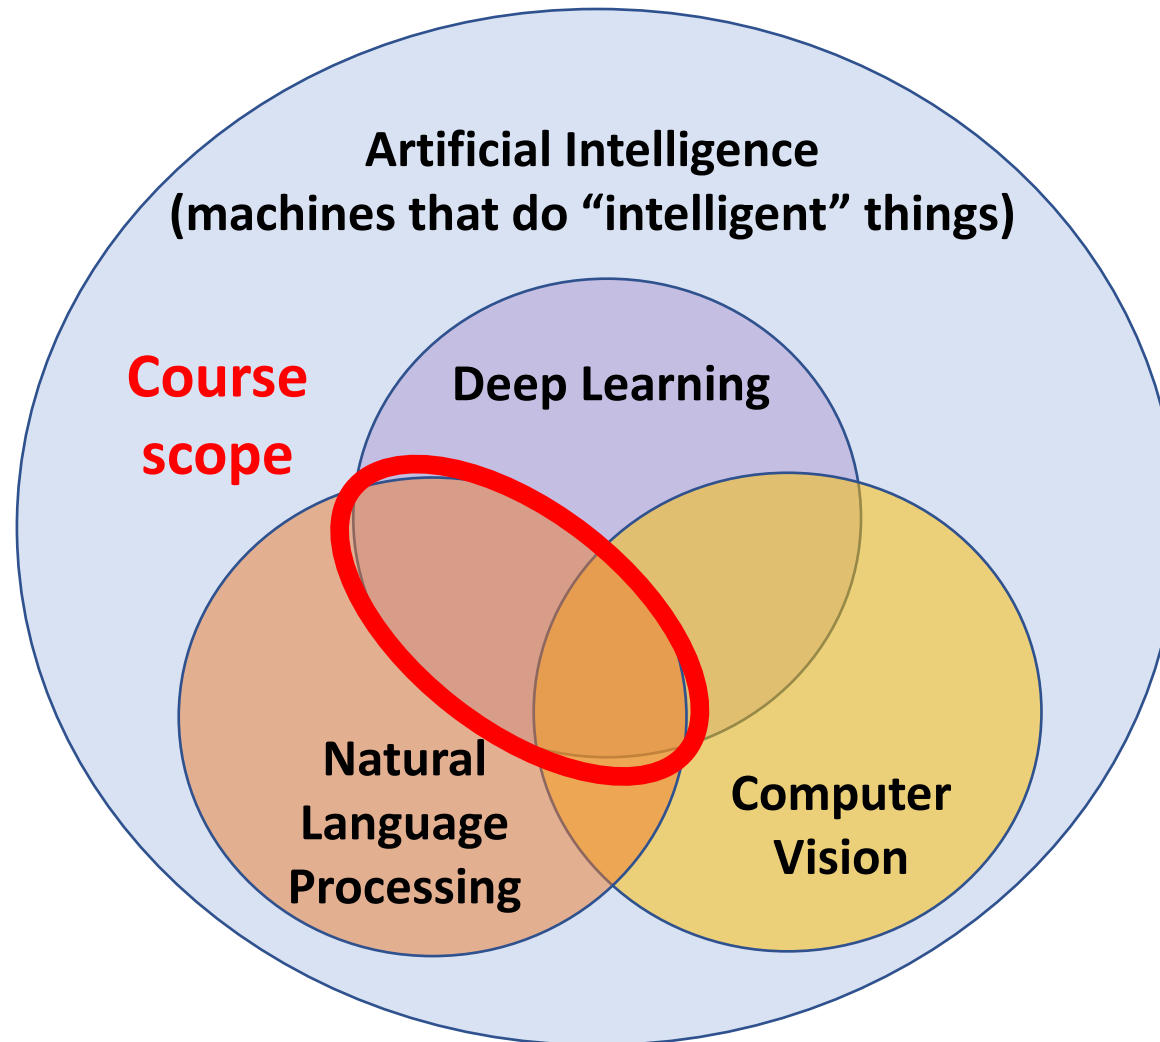 Artificial Intelligence
(machines that do “intelligent” things)
Course
scope
Deep Learning
Natural
Language
Processing
Computer
Vision